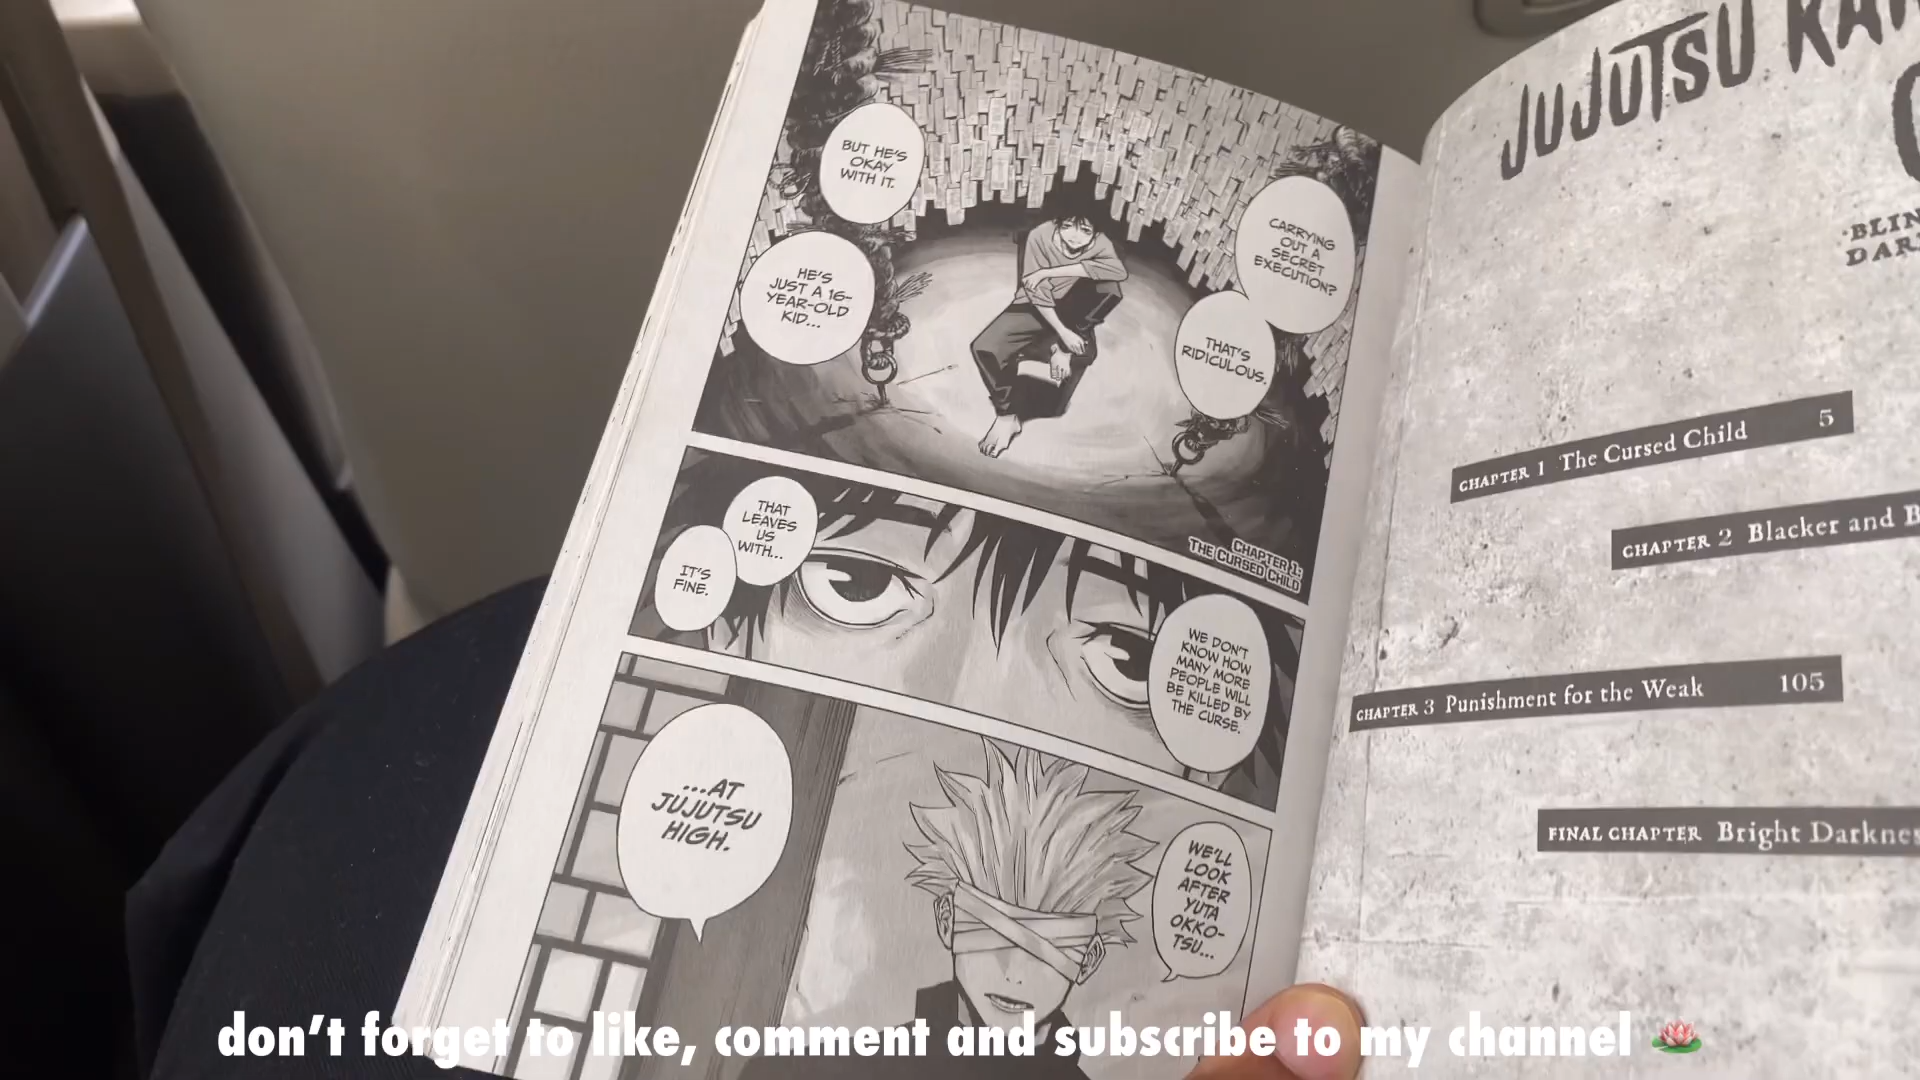 CARRYING
OUT A
SECRET
EXECUTION?
THAT'S
RIDICULOUS.
BUT HE'S
OKAY
WITH IT.
HE'S
JUST A 16-
YEAR-OLD
KID...
CHAPTER 1:
THE CURSED CHILD
WE DON'T
KNOW HOW
MANY MORE
PEOPLE WILL
BE KILLED BY
THE CURSE.
THAT
LEAVES
US
WITH...
IT'S
FINE.
WE'LL
LOOK
AFTER
YUTA
OKKO-
TSU...
...AT
JUJUTSU
HIGH.
JUJUTSU
CHAPTER 1 The Cursed Child 5
CHAPTER 2 Blacker and
CHAPTER 3 Punishment for the Weak 105
FINAL CHAPTER Bright
don't forget to like, comment and subscribe to my channel 🪷